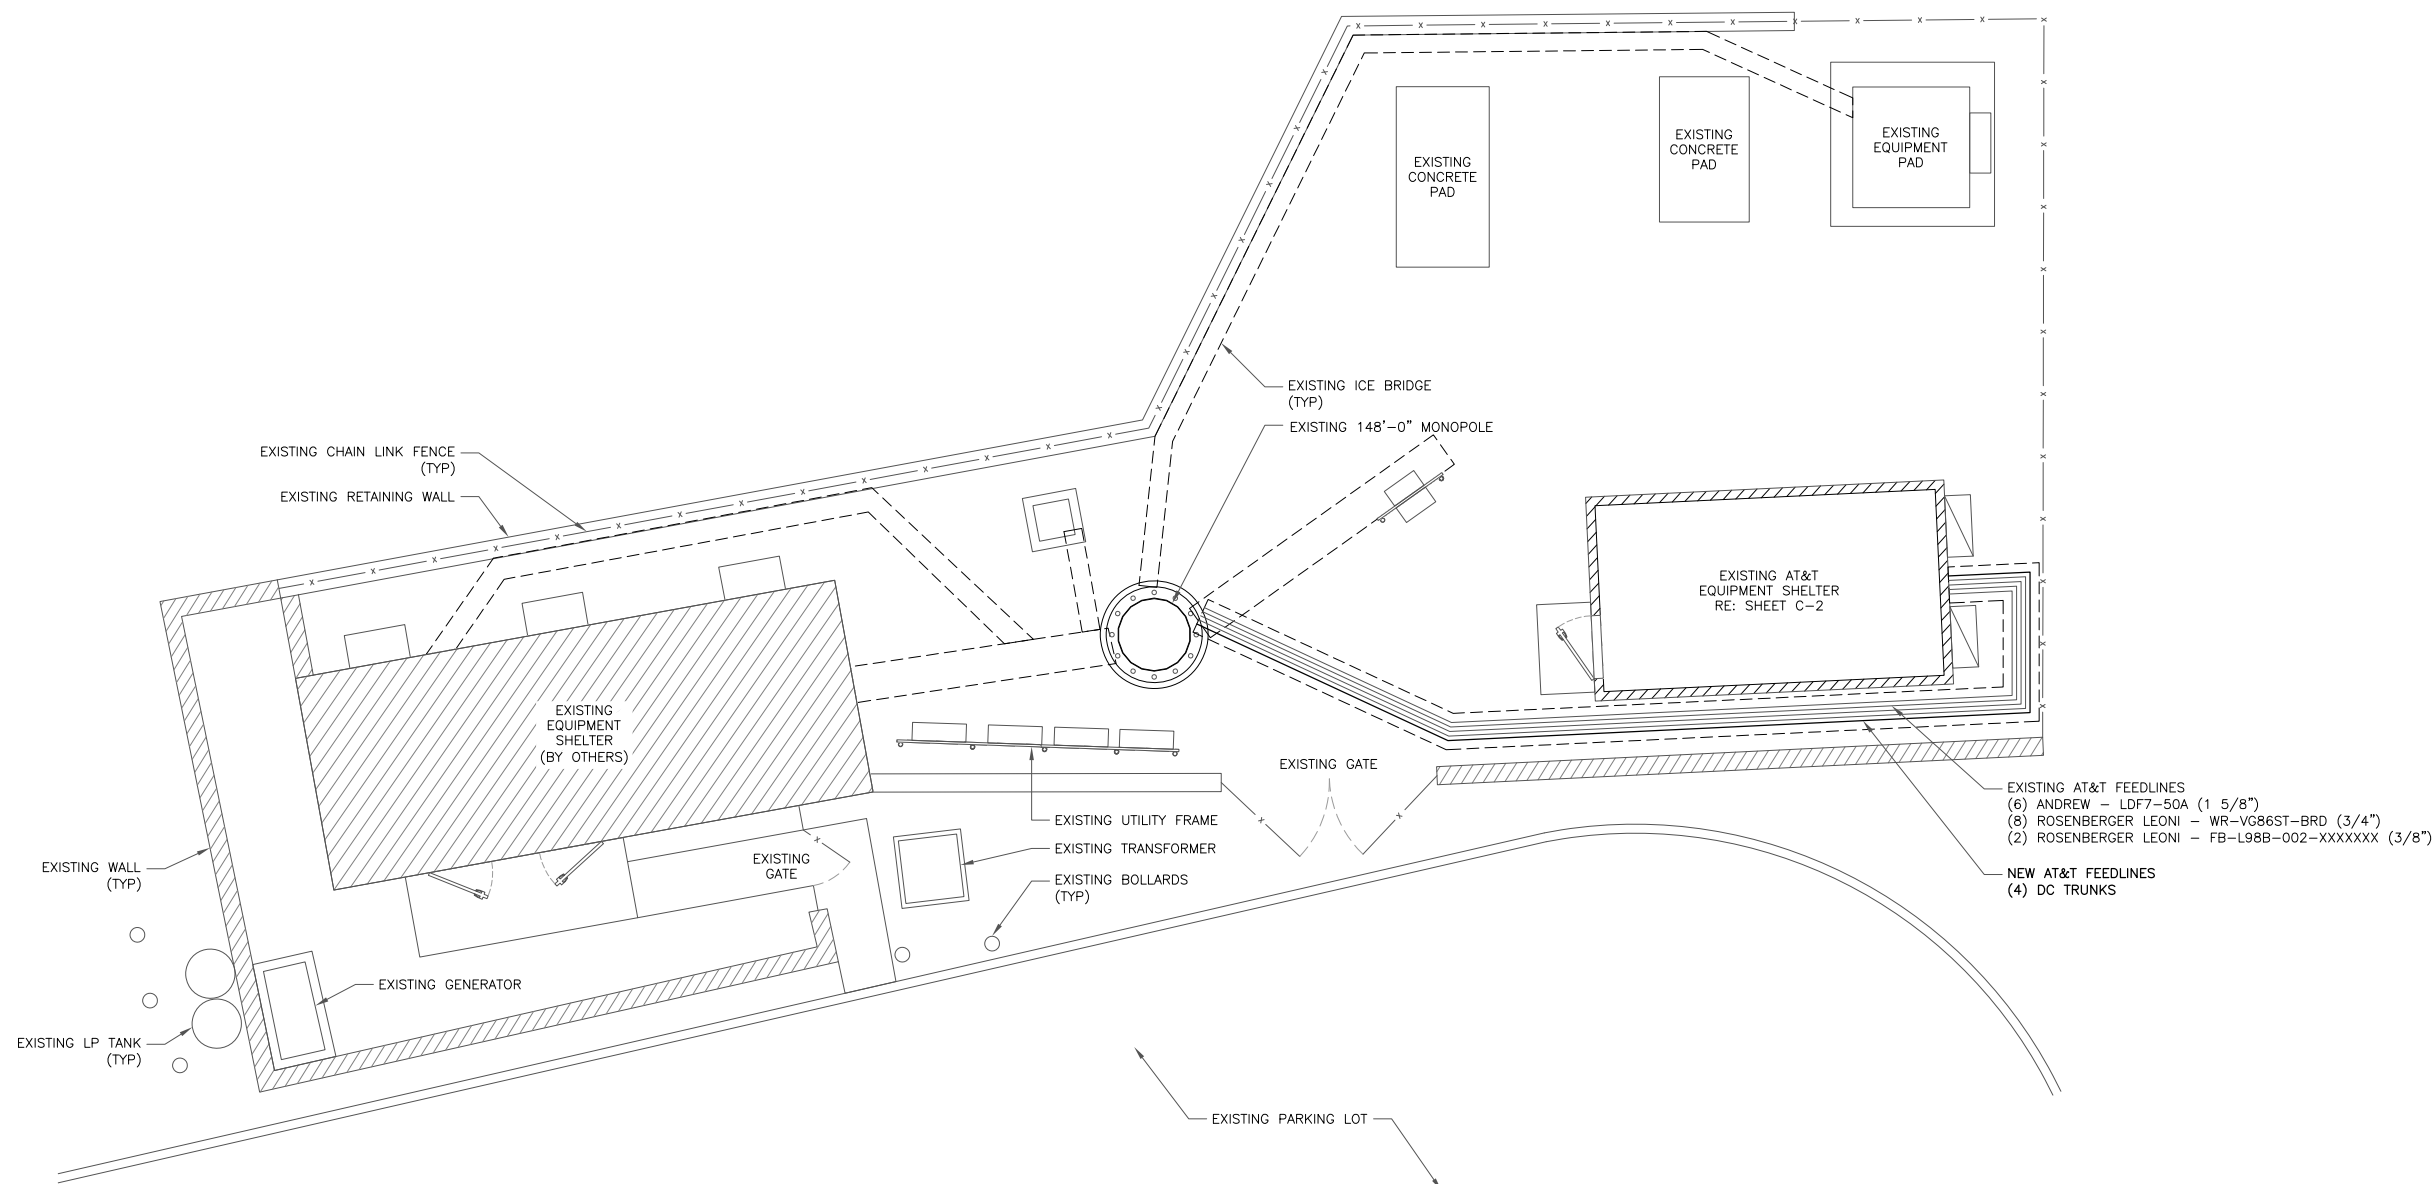 EXISTING
CONCRETE
PAD
EXISTING
CONCRETE
PAD
EXISTING
EQUIPMENT
PAD
EXISTING ICE BRIDGE
(TYP)
EXISTING 148'-0" MONOPOLE
EXISTING CHAIN LINK FENCE
(TYP)
EXISTING RETAINING WALL
EXISTING AT&T
EQUIPMENT SHELTER
RE: SHEET C-2
EXISTING
EQUIPMENT
SHELTER
(BY OTHERS)
EXISTING GATE
EXISTING AT&T FEEDLINES
(6) ANDREW - LDF7-50A (1 5/8")
(8) ROSENBERGER LEONI - WR-VG86ST-BRD (3/4")
(2) ROSENBERGER LEONI - FB-L98B-002-XXXXXXX (3/8")
NEW AT&T FEEDLINES
(4) DC TRUNKS
EXISTING UTILITY FRAME
EXISTING TRANSFORMER
EXISTING BOLLARDS
(TYP)
EXISTING
GATE
EXISTING WALL
(TYP)
EXISTING GENERATOR
EXISTING LP TANK
(TYP)
EXISTING PARKING LOT